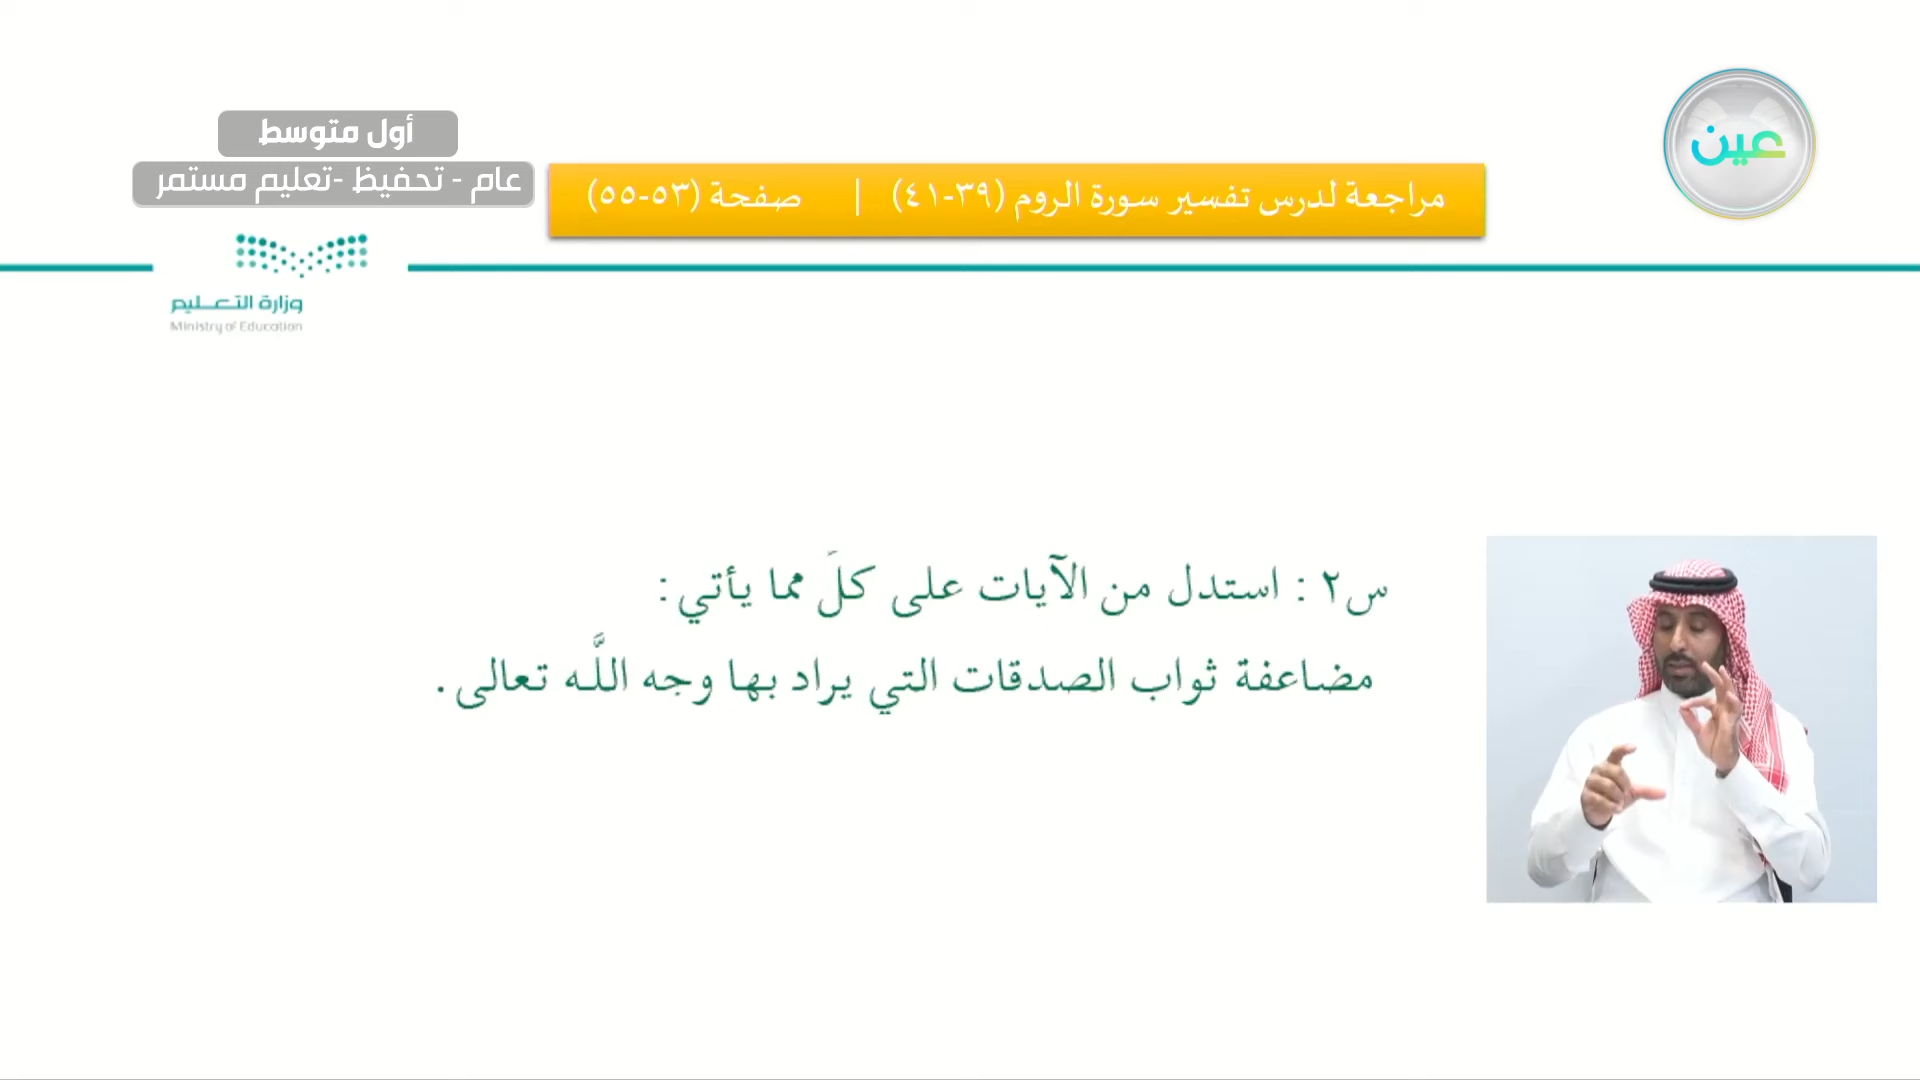 عين
أول متوسط
عام - تحفيظ -تعليم مستمر
مراجعة لدرس تفسير سورة الروم (٣٩-٤١) | صفحة (٥٣-٥٥)
وزارة التعليم
Ministry of Education
س٢ : استدل من الآيات على كلَ مما يأتي:
مضاعفة ثواب الصدقات التي يراد بها وجه اللَّه تعالى.